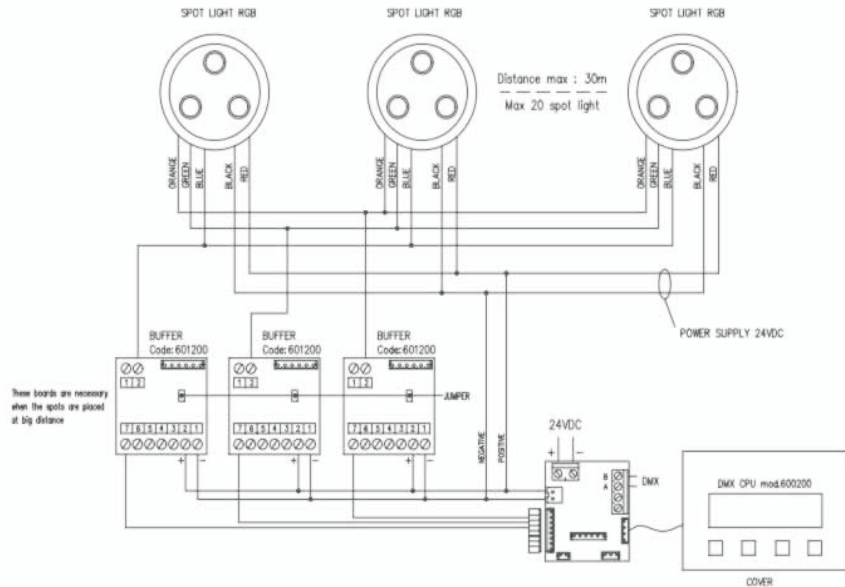 SPOT LIGHT RGB
SPOT LIGHT RGB
SPOT LIGHT RGB
Distance max : 30m
Max 20 spot light
ORANGE
GREEN
BLUE
BLACK
RED
ORANGE
GREEN
BLUE
BLACK
RED
ORANGE
GREEN
BLUE
BLACK
RED
POWER SUPPLY 24VDC
BUFFER
Code:601200
BUFFER
Code:601200
BUFFER
Code:601200
1 2
1 2
1 2
These boards are necessary
when the spots are placed
at big distance
JUMPER
7 6 5 4 3 2 1
7 6 5 4 3 2 1
7 6 5 4 3 2 1
+ -
+ -
+ -
NEGATIVE
POSITIVE
24VDC
+ -
B
A
DMX
DMX CPU mod.600200
COVER